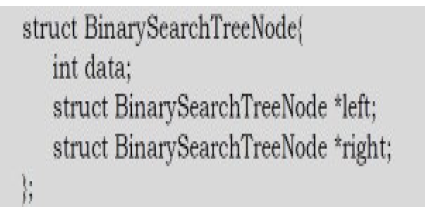 struct BinarySearchTreeNode{
int data;
struct BinarySearchTreeNode *left;
struct BinarySearchTreeNode *right;
};